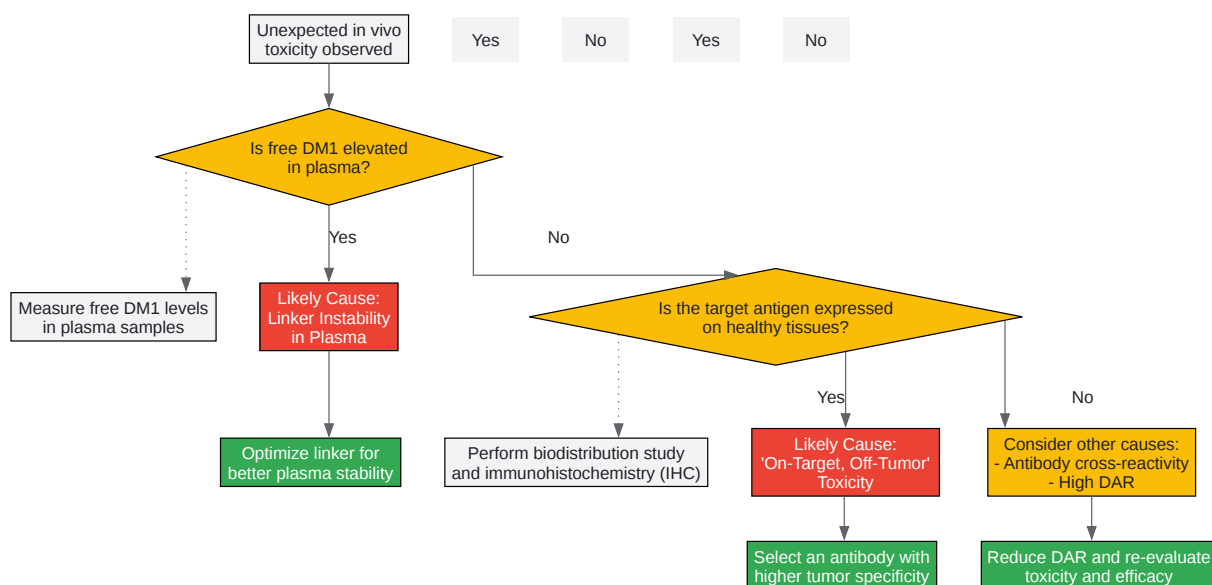 Unexpected in vivo
toxicity observed
Yes
No
Yes
No
Is free DM1 elevated
in plasma?
Yes
No
Measure free DM1 levels
in plasma samples
Likely Cause:
Linker Instability
in Plasma
Is the target antigen expressed
on healthy tissues?
Yes
No
Optimize linker for
better plasma stability
Perform biodistribution study
and immunohistochemistry (IHC)
Likely Cause:
'On-Target, Off-Tumor'
Toxicity
Consider other causes:
- Antibody cross-reactivity
- High DAR
Select an antibody with
higher tumor specificity
Reduce DAR and re-evaluate
toxicity and efficacy